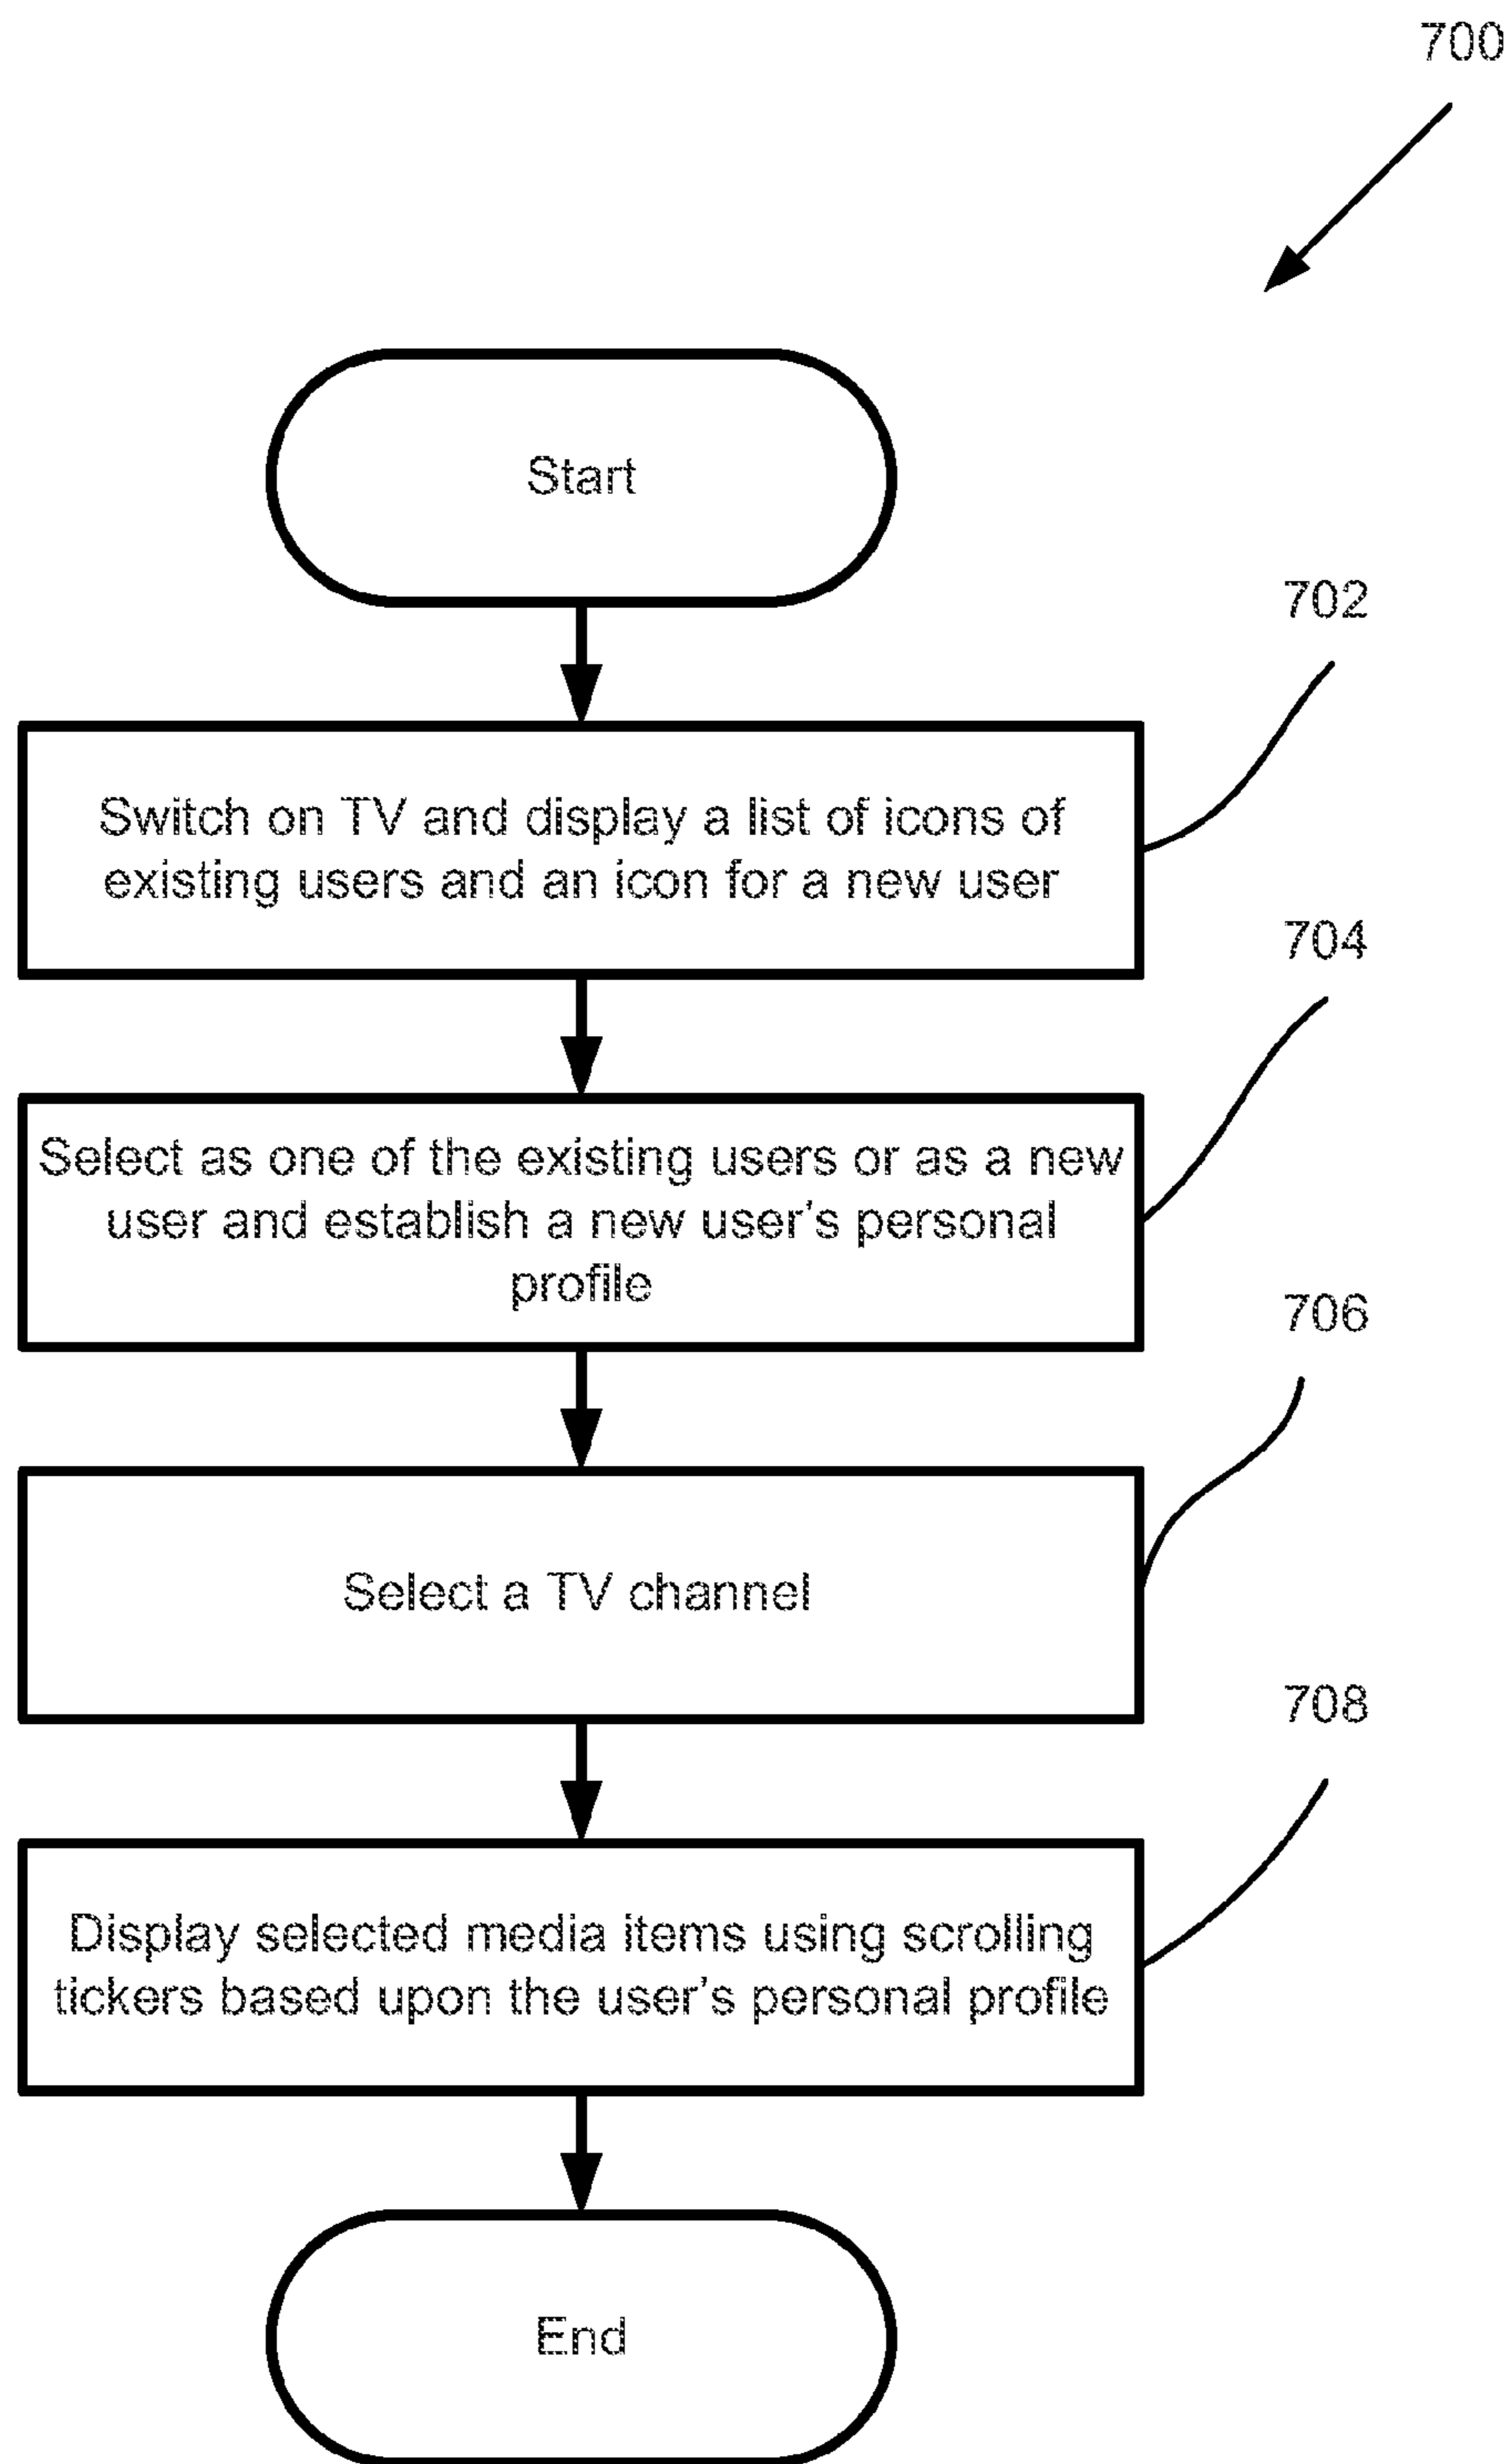 700
Start
702
Switch on TV and display a list of icons of
existing users and an icon for a new user
704
Select as one of the existing users or as a new
user and establish a new user's personal
profile
706
Select a TV channel
708
Display selected media items using scrolling
tickers based upon the user's personal profile
End